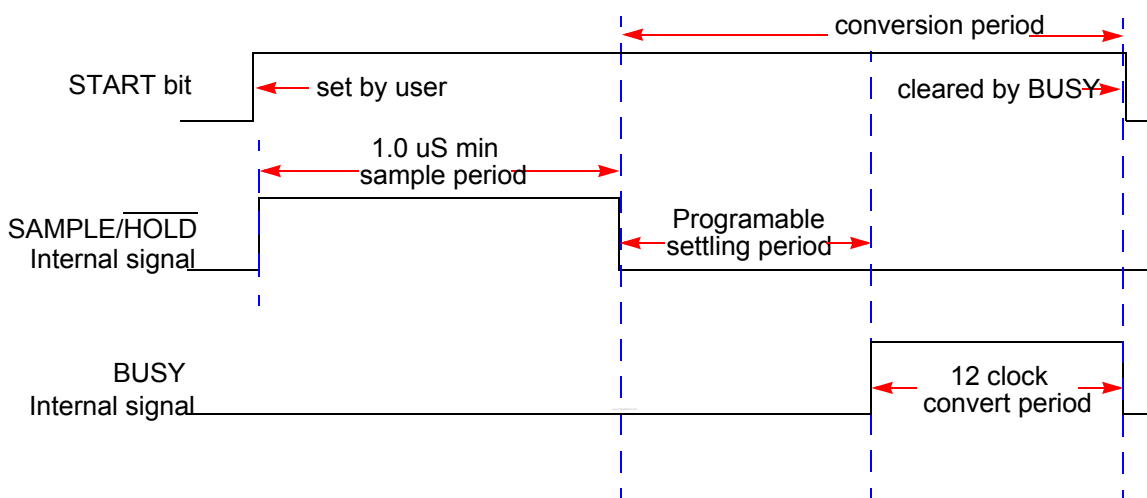 conversion period
START bit
set by user
cleared by BUSY
1.0 uS min
sample period
SAMPLE/HOLD
Internal signal
Programable
settling period
BUSY
Internal signal
12 clock
convert period